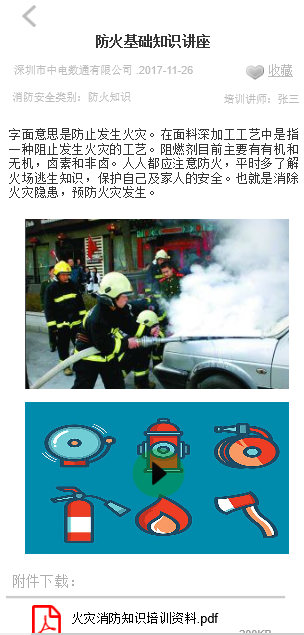 防火基础知识讲座
深圳市中电数通有限公司 .2017-11-26
收藏
消防安全类别：防火知识
培训讲师：张三
字面意思是防止发生火灾。在面料深加工工艺中是指
一种阻止发生火灾的工艺。阻燃剂目前主要有有机和
无机，卤素和非卤。人人都应注意防火，平时多了解
火场逃生知识，保护自己及家人的安全。也就是消除
火灾隐患，预防火灾发生。
附件下载：
火灾消防知识培训资料.pdf